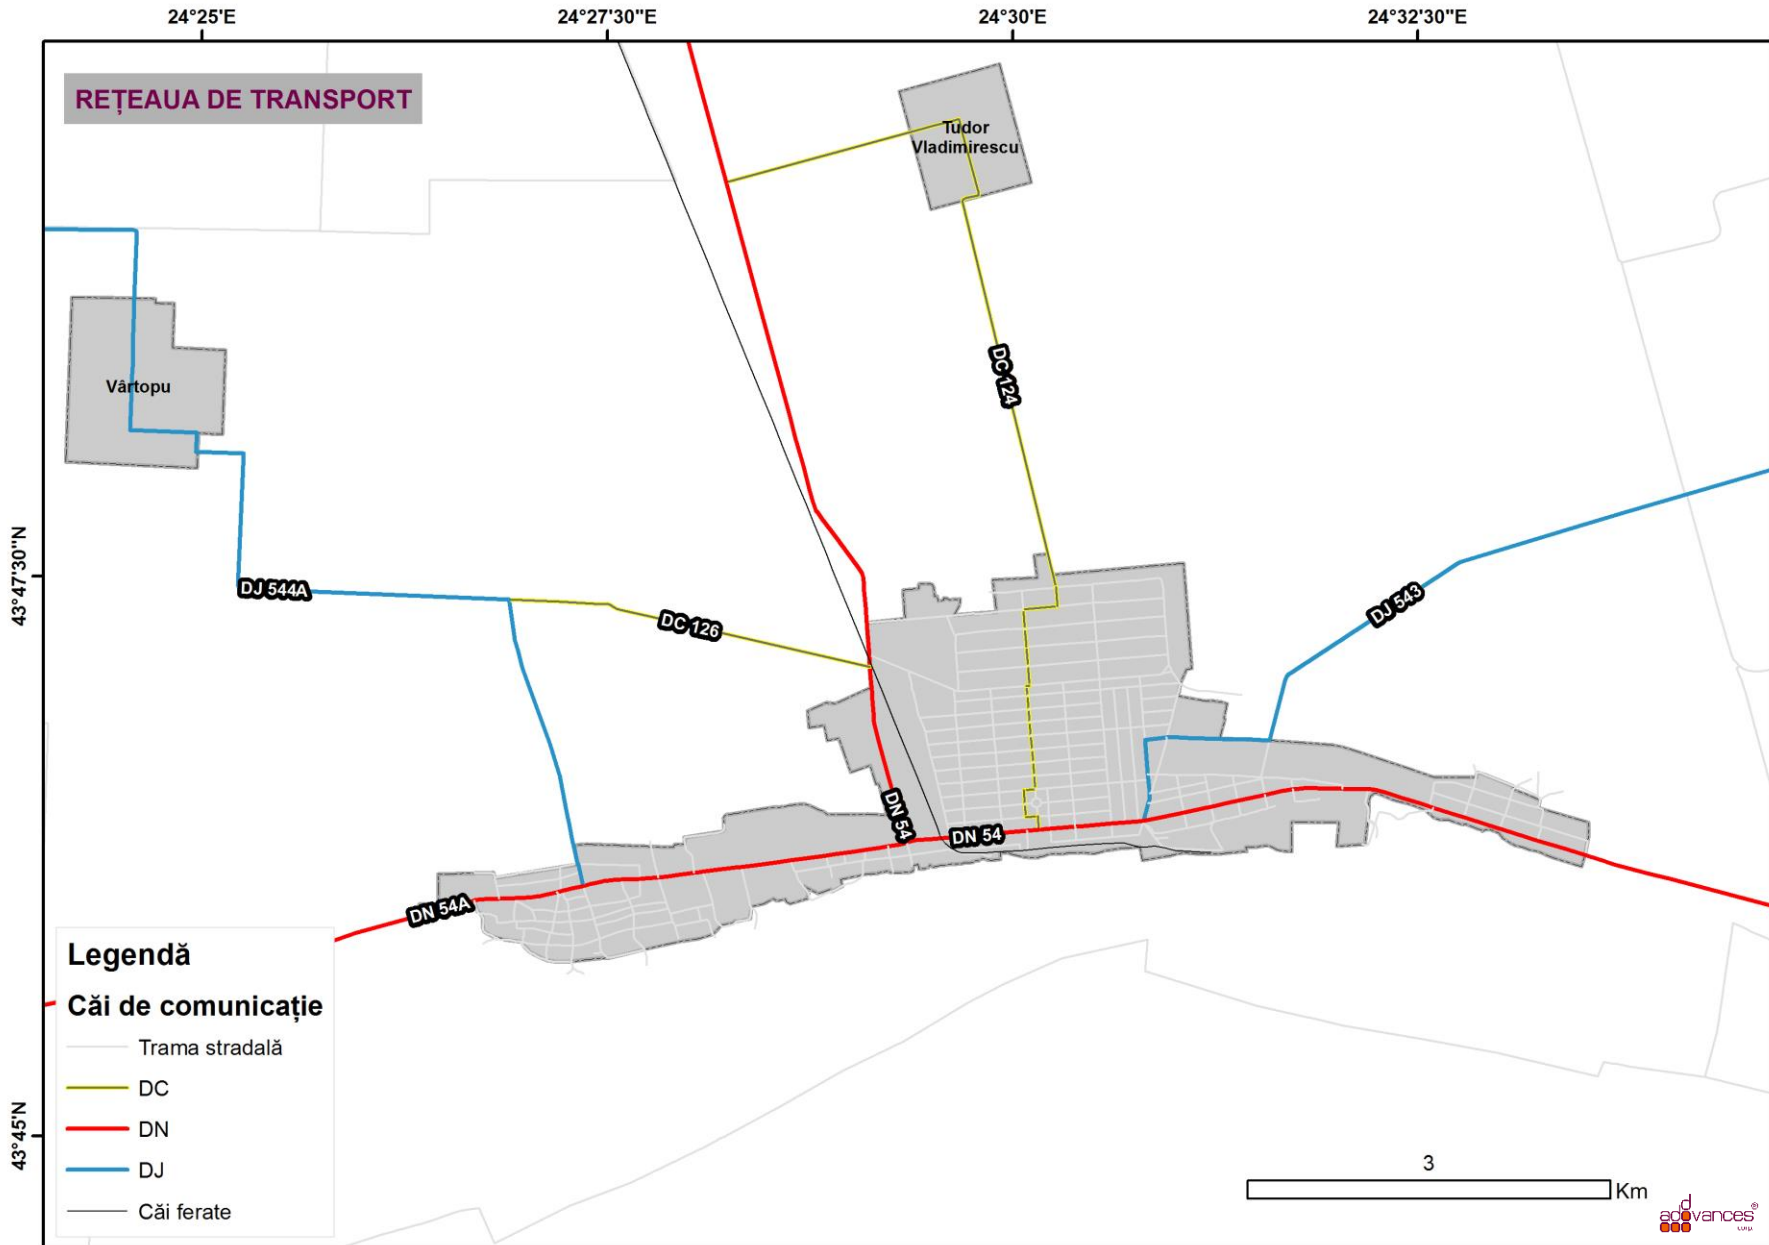 24°25'E
24°27'30"E
24°30'E
24°32'30"E
REȚEAUA DE TRANSPORT
Tudor
Vladimirescu
Vârtopu
DC 124
43°47'30"N
DJ 544A
DC 126
DJ 543
DN 54
DN 54
DN 54A
Legendă
Căi de comunicație
Trama stradală
DC
DN
DJ
Căi ferate
43°45'N
3
Km
addvances®
corp.